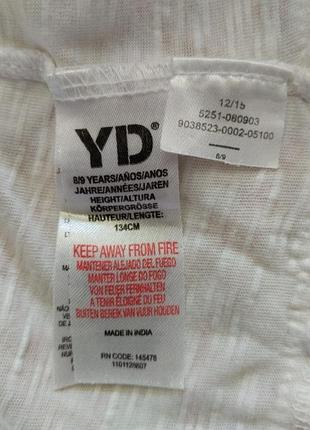 YD®
8/9 YEARS/AÑOS/ANOS
JAHRE/ANNÉES/JAREN
HEIGHT/ALTURA
KÖRPERGRÖSSE
HAUTEUR/LENGTE:
134CM
KEEP AWAY FROM FIRE
MANTENER ALEJADO DEL FUEGO
MANTER LONGE DO FOGO
VON FEUER FERNHALTEN
A TENIR ÉLOIGNÉ DU FEU
BUITEN BEREIK VAN VUUR HOUDEN
MADE IN INDIA
RN CODE: 145478
12/15
5251-080903
9038523-0002-05100
8/9